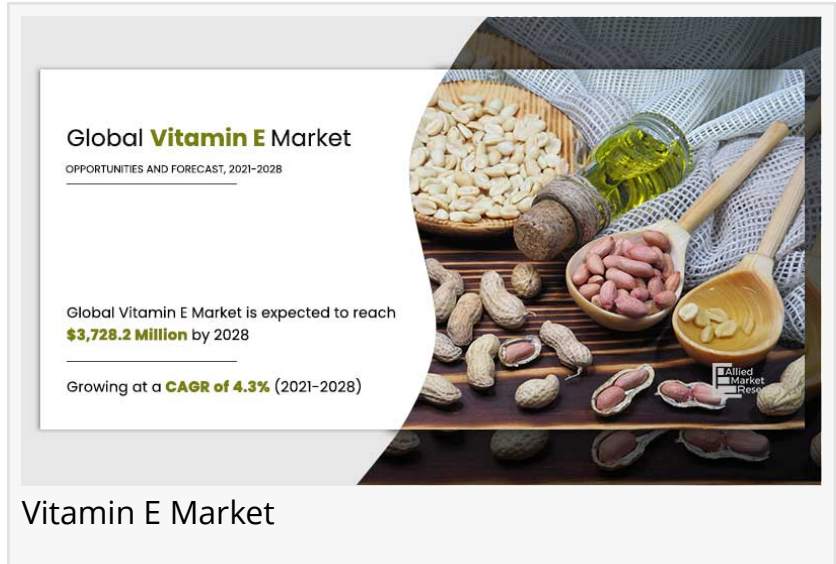 Global Vitamin E Market
OPPORTUNITIES AND FORECAST, 2021-2028
Global Vitamin E Market is expected to reach
$3,728.2 Million by 2028
Growing at a CAGR of 4.3% (2021-2028)
Allied
Market
Vitamin E Market